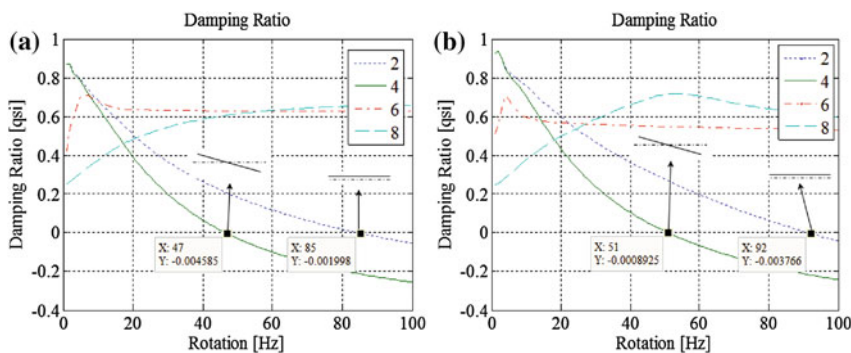 Damping Ratio
(a)
Damping Ratio [qsi]
1
0.8
0.6
0.4
0.2
0
-0.2
-0.4
0.4
2
4
6
8
X: 47
Y: -0.004585
X: 85
Y: -0.001998
0
20
40
60
80
100
Rotation [Hz]
Damping Ratio
(b)
Damping Ratio [qsi]
1
0.8
0.6
0.4
0.2
0
-0.2
-0.4
2
4
6
8
X: 51
Y: -0.0008925
X: 92
Y: -0.003766
0
20
40
60
80
100
Rotation [Hz]